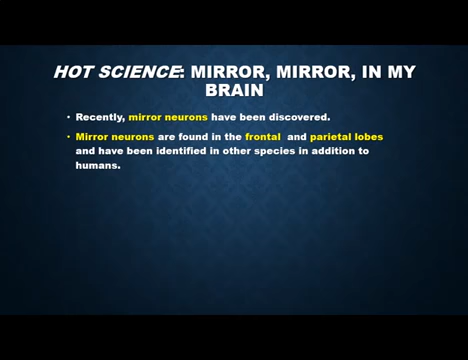 HOT SCIENCE: MIRROR, MIRROR, IN MY
BRAIN
• Recently, mirror neurons have been discovered.
• Mirror neurons are found in the frontal and parietal lobes
and have been identified in other species in addition to
humans.